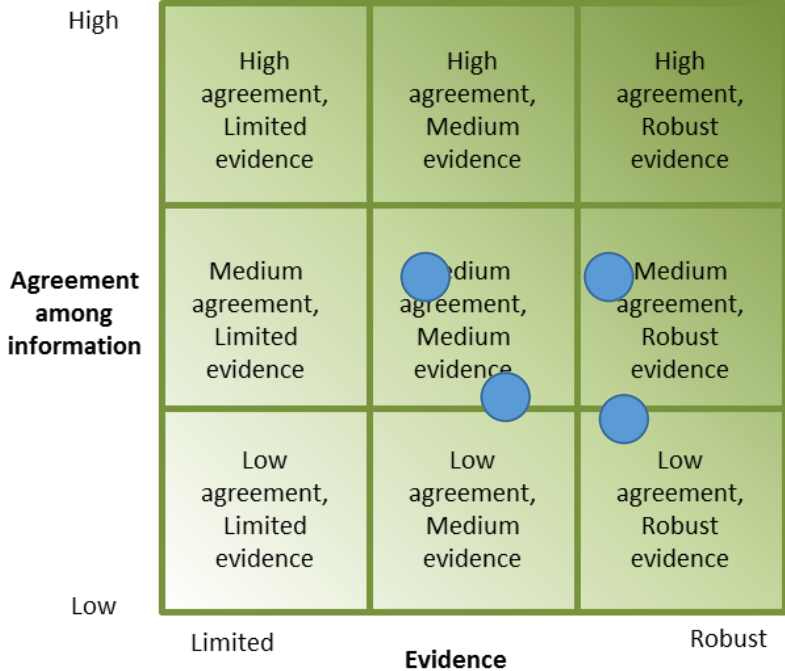 High
High
agreement,
Limited
evidence
High
agreement,
Medium
evidence
High
agreement,
Robust
evidence
Agreement
among
information
Medium
agreement,
Limited
evidence
Medium
agreement,
Medium
evidence
Medium
agreement,
Robust
evidence
Low
agreement,
Limited
evidence
Low
agreement,
Medium
evidence
Low
agreement,
Robust
evidence
Low
Limited
Evidence
Robust